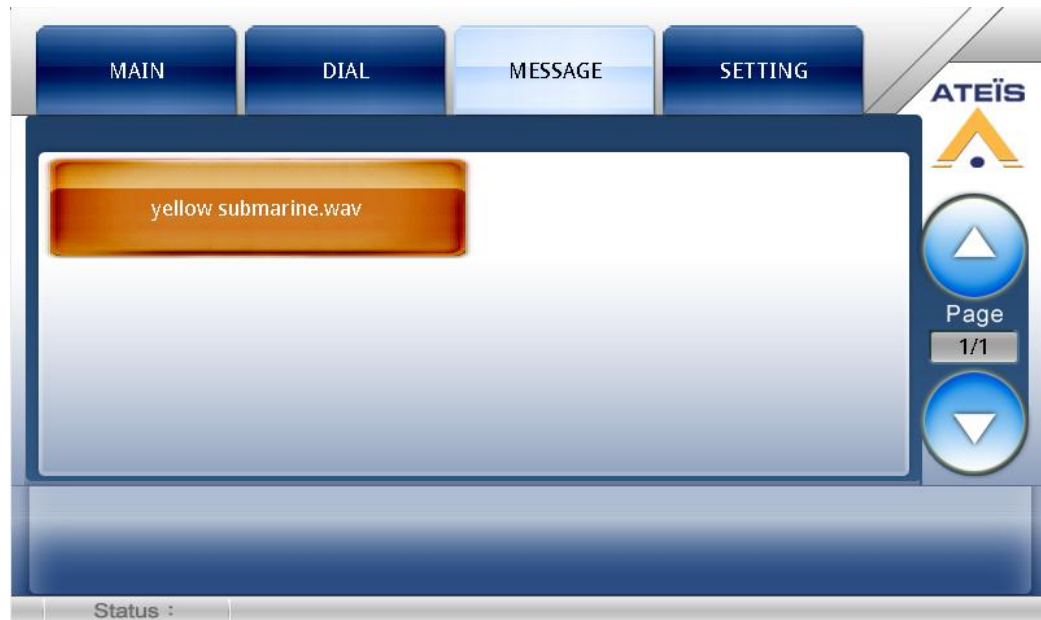 MAIN
DIAL
MESSAGE
SETTING
ATEÏS
yellow submarine.wav
Page
1/1
Status :